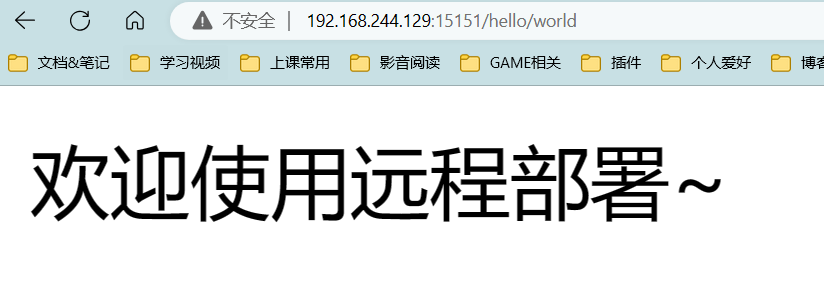 不安全 | 192.168.244.129:15151/hello/world
文档&笔记 学习视频 上课常用 影音阅读 GAME相关 插件 个人爱好 博客
欢迎使用远程部署~